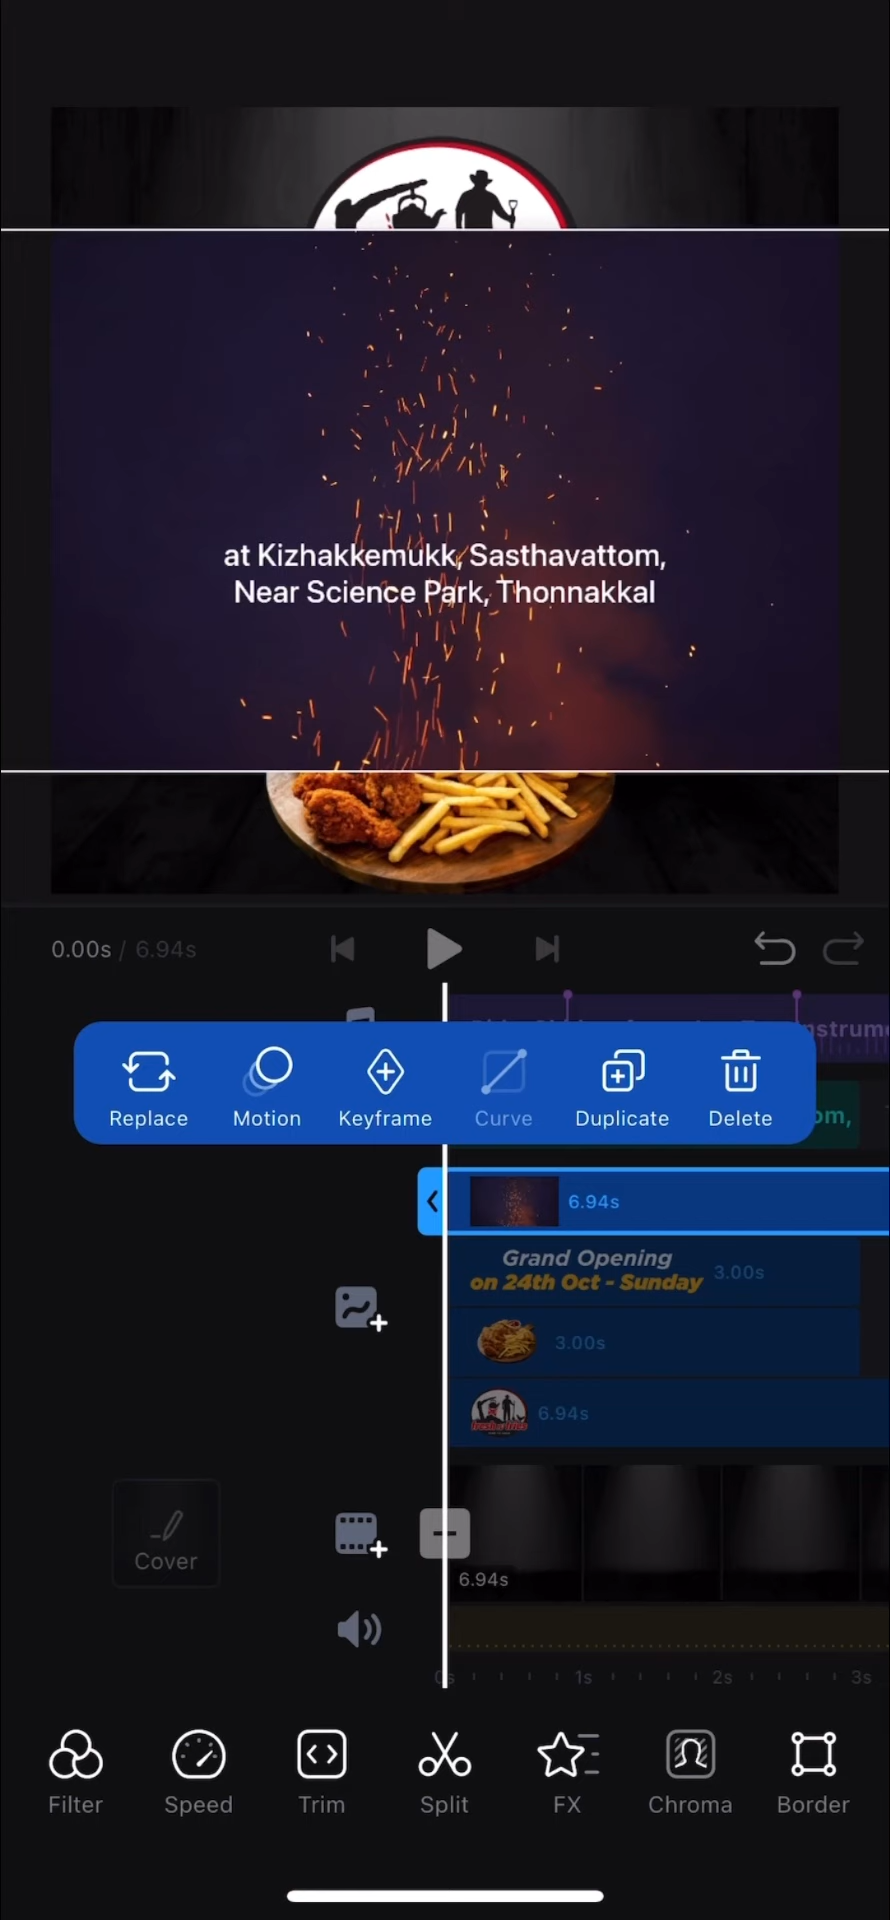 at Kizhakkemukk, Sasthavattom,
Near Science Park, Thonnakkal
0.00s / 6.94s
Replace
Motion
Keyframe
Curve
Duplicate
Delete
om,
6.94s
Grand Opening
on 24th Oct - Sunday
3.00s
3.00s
6.94s
Cover
6.94s
1s
2s
3s
Filter
Speed
Trim
Split
FX
Chroma
Border